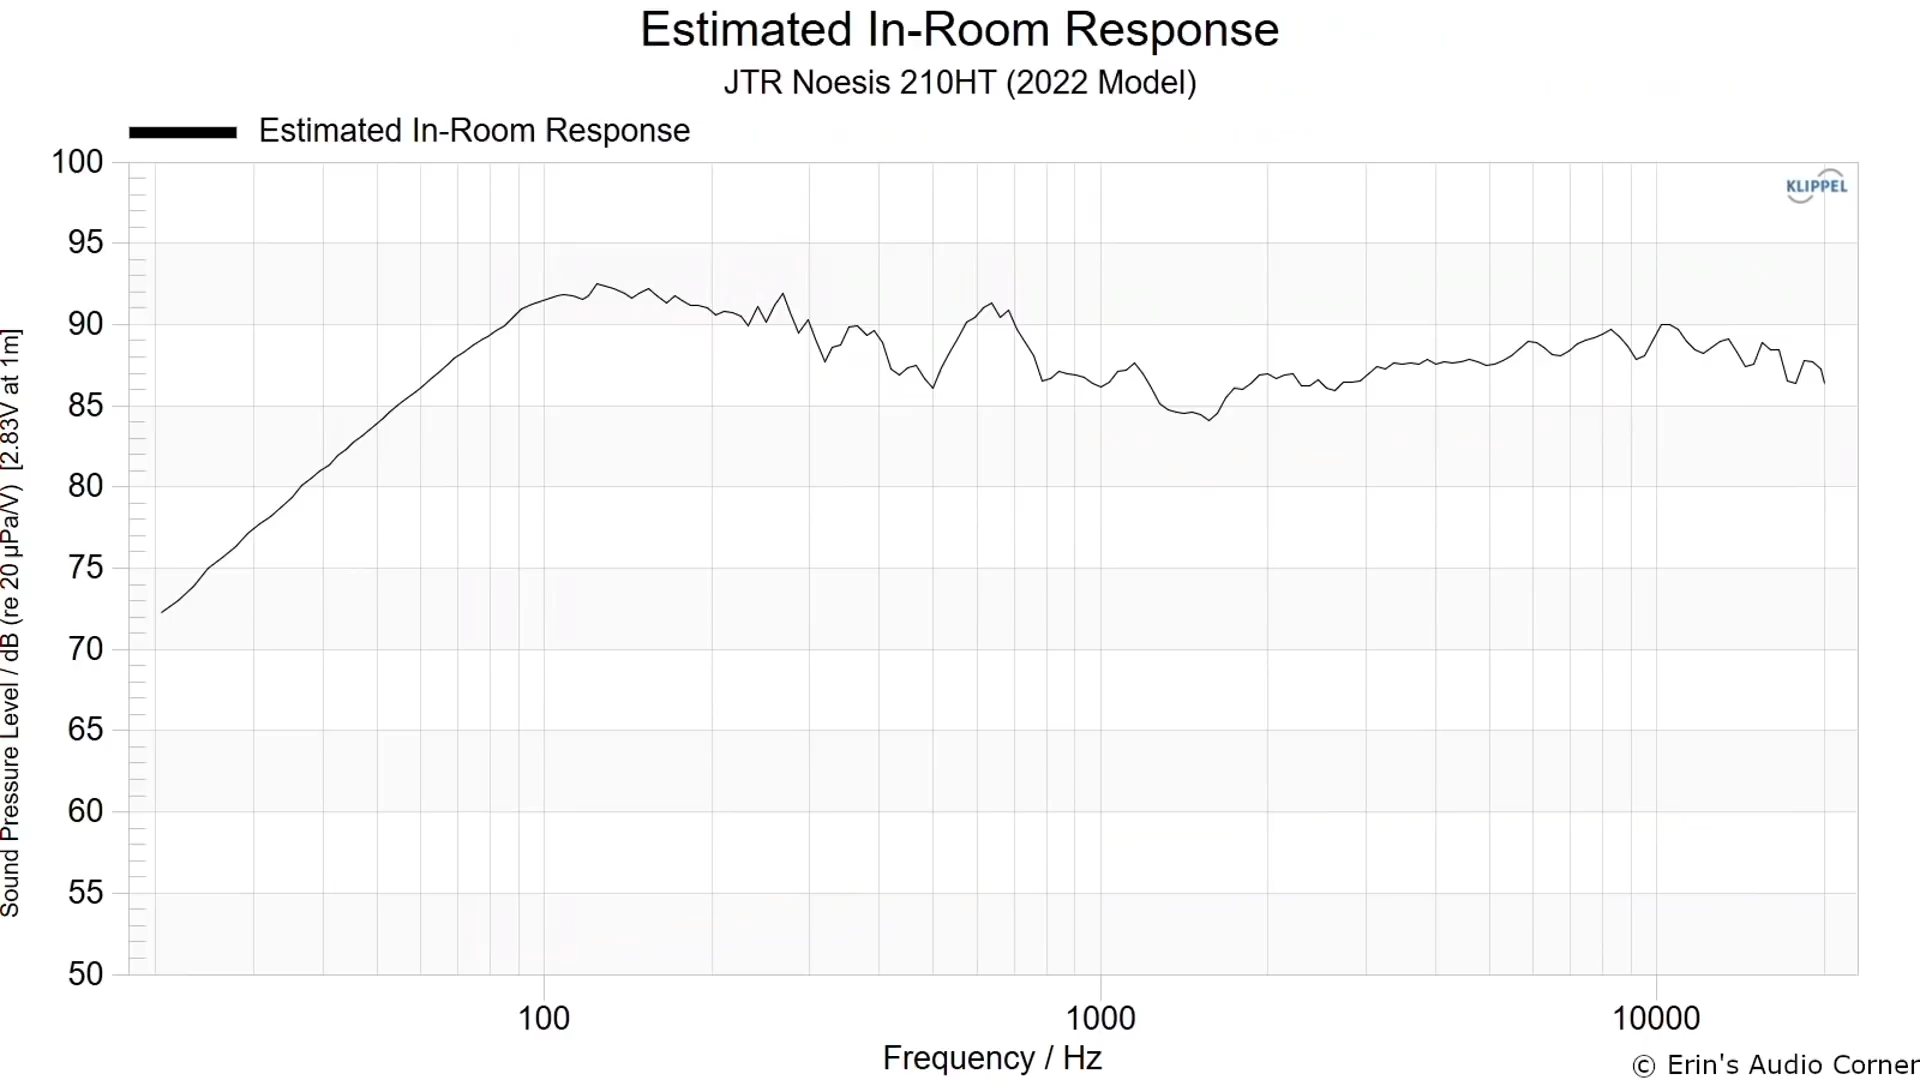 Estimated In-Room Response
JTR Noesis 210HT (2022 Model)
Estimated In-Room Response
KLIPPEL
100
95
90
85
80
75
70
65
60
55
50
Sound Pressure Level / dB (re 20 µPa/V) [2.83V at 1m]
100 1000 10000
Frequency / Hz
© Erin's Audio Corner